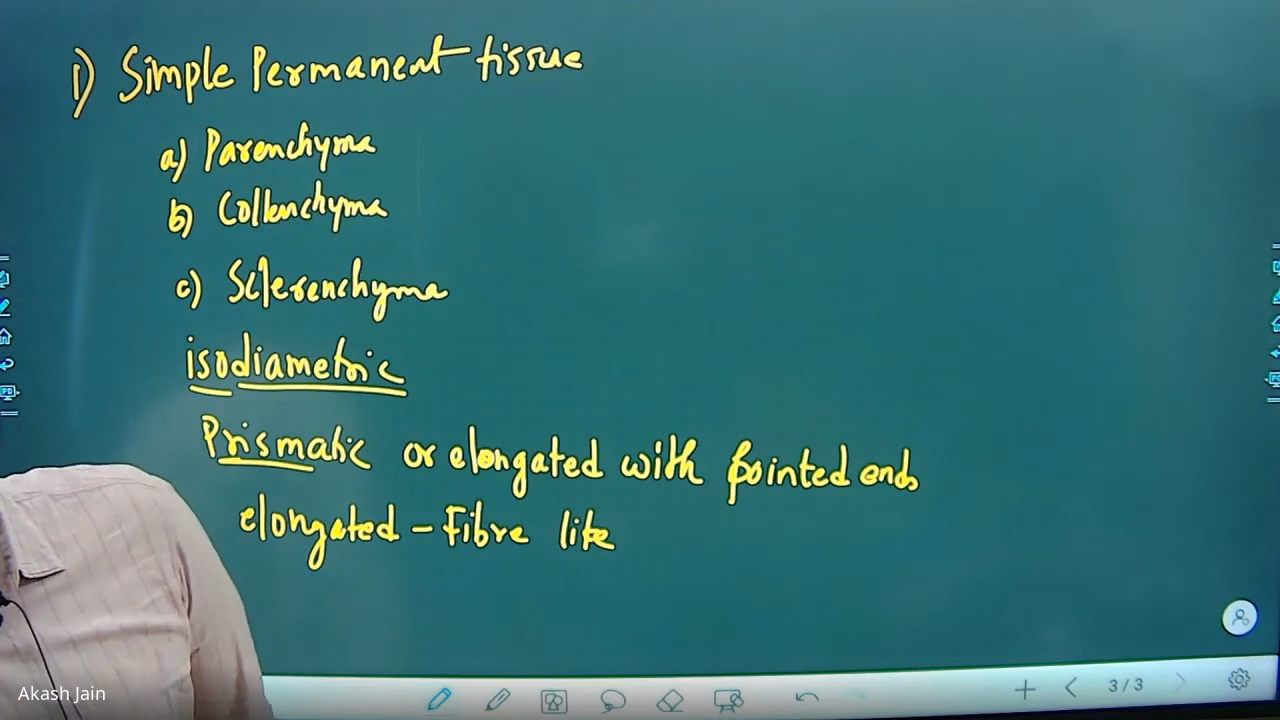 1) Simple Permanent tissue
a) Parenchyma
b) Collenchyma
c) Sclerenchyma
isodiametric
Prismatic or elongated with pointed ends
elongated - Fibre like
Akash Jain
3/3